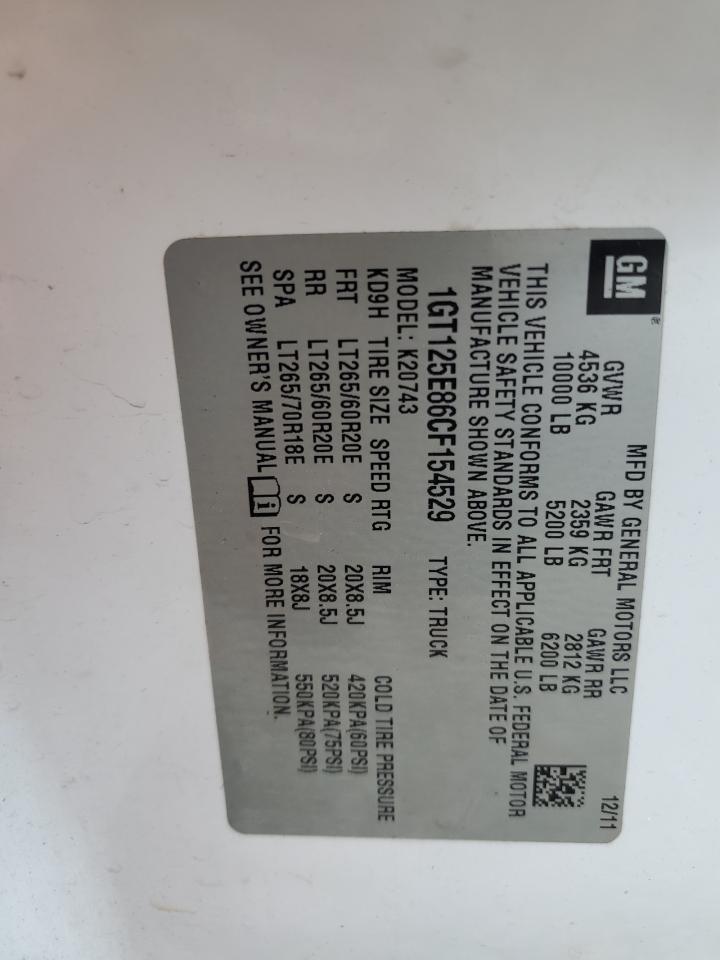 GM
MFD BY GENERAL MOTORS LLC 12/11
GVWR GAWR FRT GAWR RR
4536 KG 2359 KG 2812 KG
10000 LB 5200 LB 6200 LB
THIS VEHICLE CONFORMS TO ALL APPLICABLE U.S. FEDERAL MOTOR
VEHICLE SAFETY STANDARDS IN EFFECT ON THE DATE OF
MANUFACTURE SHOWN ABOVE.
1GT125E86CF154529 TYPE: TRUCK
MODEL: K20743
KD9H TIRE SIZE SPEED RTG RIM COLD TIRE PRESSURE
FRT LT265/60R20E S 20X8.5J 420KPA(60PSI)
RR LT265/60R20E S 20X8.5J 520KPA(75PSI)
SPA LT265/70R18E S 18X8J 550KPA(80PSI)
SEE OWNER'S MANUAL i FOR MORE INFORMATION.